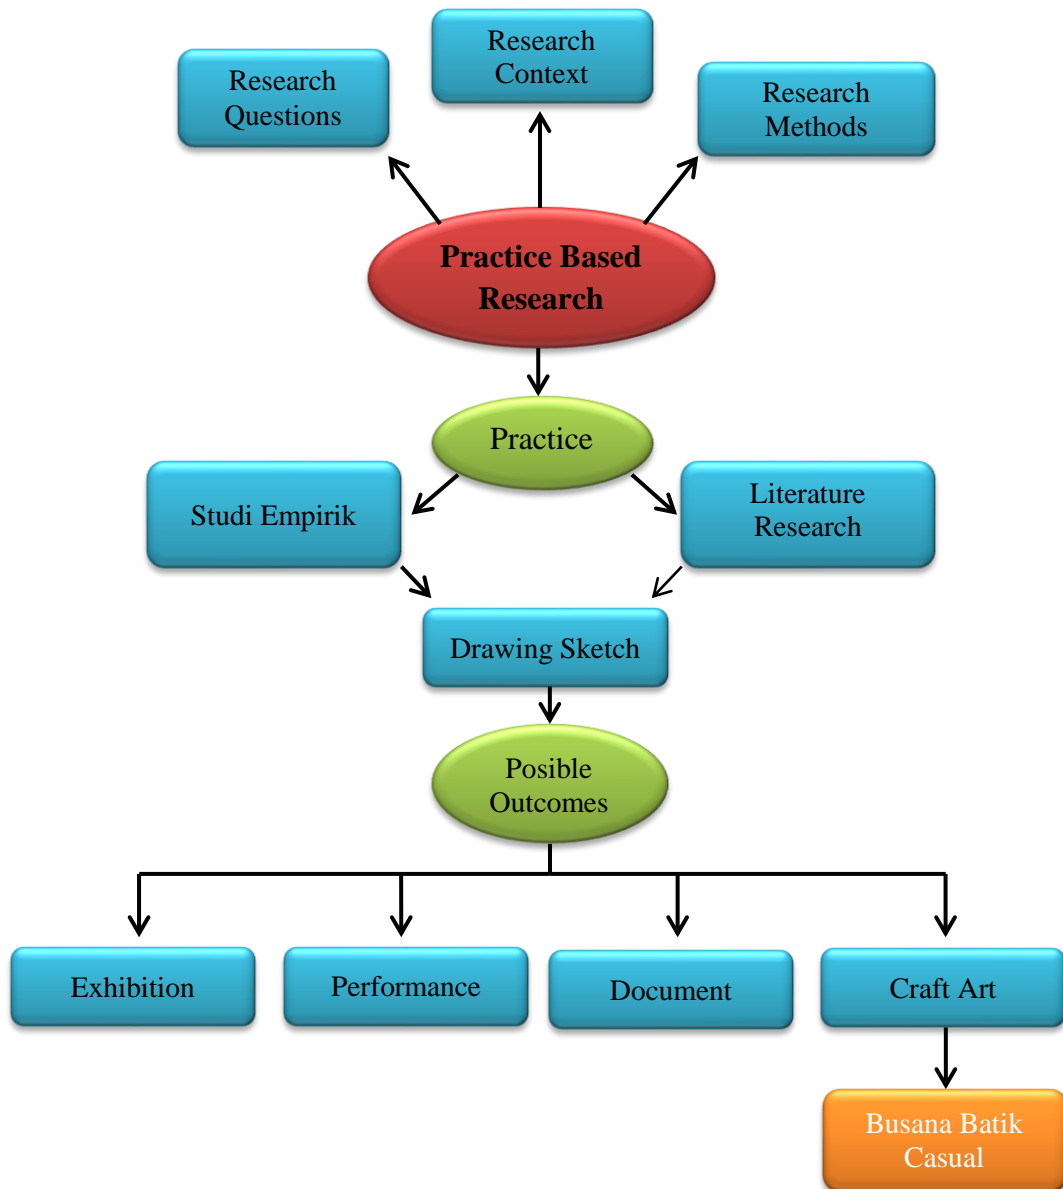 Research
Context
Research
Questions
Research
Methods
Practice Based
Research
Practice
Studi Empirik
Literature
Research
Drawing Sketch
Posible
Outcomes
Exhibition
Performance
Document
Craft Art
Busana Batik
Casual